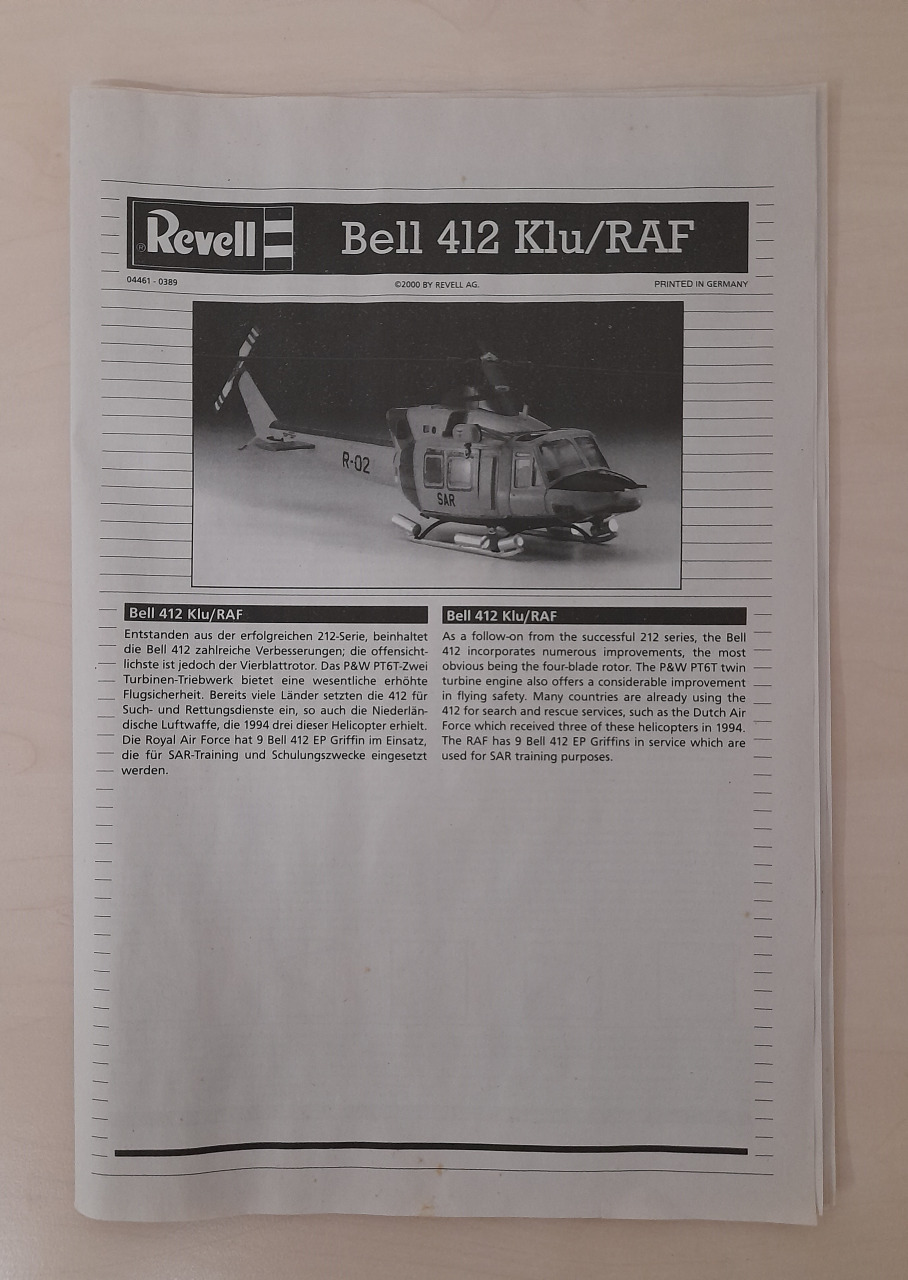 Revell
Bell 412 Klu/RAF
®
04461 - 0389
©2000 BY REVELL AG.
PRINTED IN GERMANY
R-02
SAR
Bell 412 Klu/RAF
Entstanden aus der erfolgreichen 212-Serie, beinhaltet
die Bell 412 zahlreiche Verbesserungen; die offensicht-
lichste ist jedoch der Vierblattrotor. Das P&W PT6T-Zwei
Turbinen-Triebwerk bietet eine wesentliche erhöhte
Flugsicherheit. Bereits viele Länder setzten die 412 für
Such- und Rettungsdienste ein, so auch die Niederlän-
dische Luftwaffe, die 1994 drei dieser Helicopter erhielt.
Die Royal Air Force hat 9 Bell 412 EP Griffin im Einsatz,
die für SAR-Training und Schulungszwecke eingesetzt
werden.
Bell 412 Klu/RAF
As a follow-on from the successful 212 series, the Bell
412 incorporates numerous improvements, the most
obvious being the four-blade rotor. The P&W PT6T twin
turbine engine also offers a considerable improvement
in flying safety. Many countries are already using the
412 for search and rescue services, such as the Dutch Air
Force which received three of these helicopters in 1994.
The RAF has 9 Bell 412 EP Griffins in service which are
used for SAR training purposes.